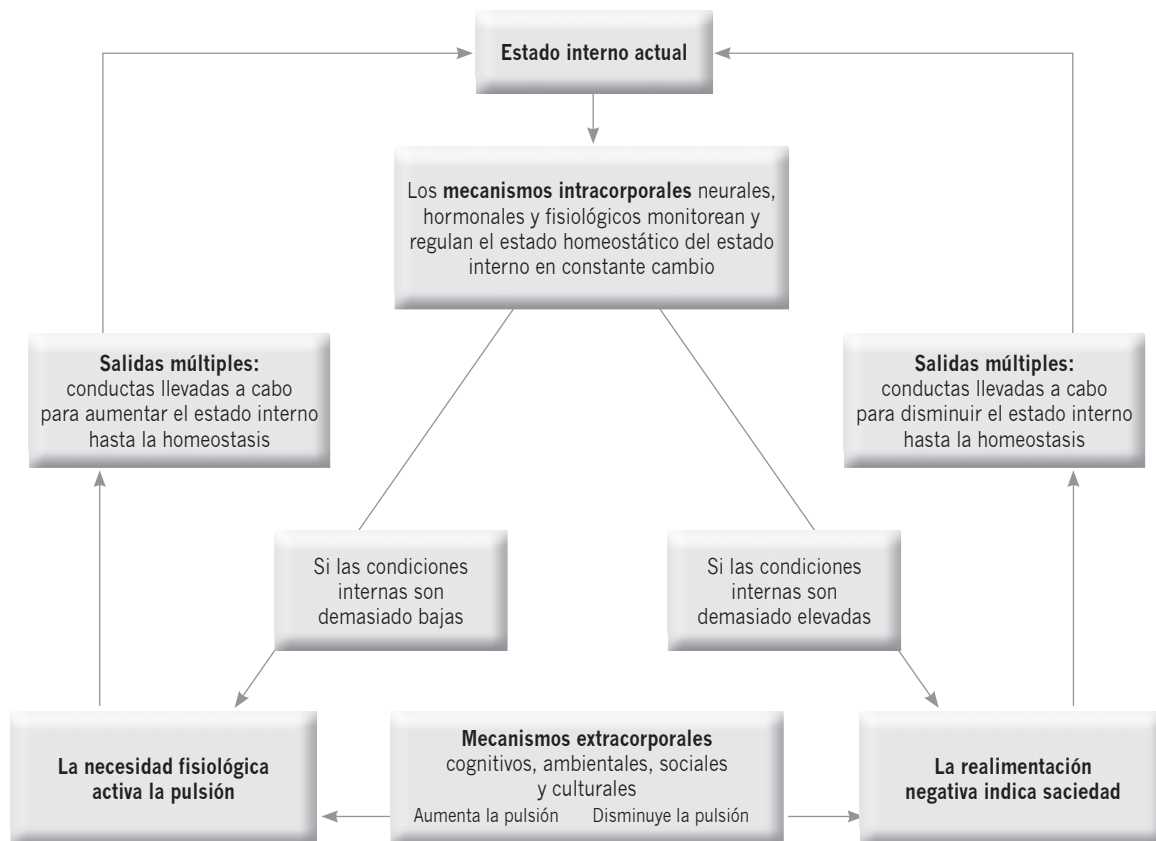 Estado interno actual
Los mecanismos intracorporales neurales,
hormonales y fisiológicos monitorean y
regulan el estado homeostático del estado
interno en constante cambio
Salidas múltiples:
conductas llevadas a cabo
para aumentar el estado interno
hasta la homeostasis
Salidas múltiples:
conductas llevadas a cabo
para disminuir el estado interno
hasta la homeostasis
Si las condiciones
internas son
demasiado bajas
Si las condiciones
internas son
demasiado elevadas
La necesidad fisiológica
activa la pulsión
Mecanismos extracorporales
cognitivos, ambientales, sociales
y culturales
Aumenta la pulsión Disminuye la pulsión
La realimentación
negativa indica saciedad